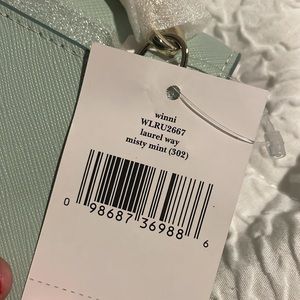 winni
WLRU2667
laurel way
misty mint (302)
0 98687 36988 6